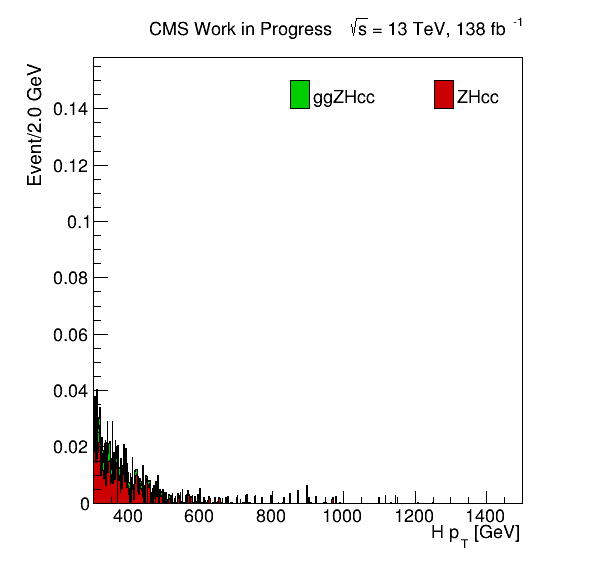 CMS Work in Progress √s = 13 TeV, 138 fb -1
Event/2.0 GeV
ggZHcc ZHcc
0.14
0.12
0.1
0.08
0.06
0.04
0.02
0
400 600 800 1000 1200 1400
H pT [GeV]